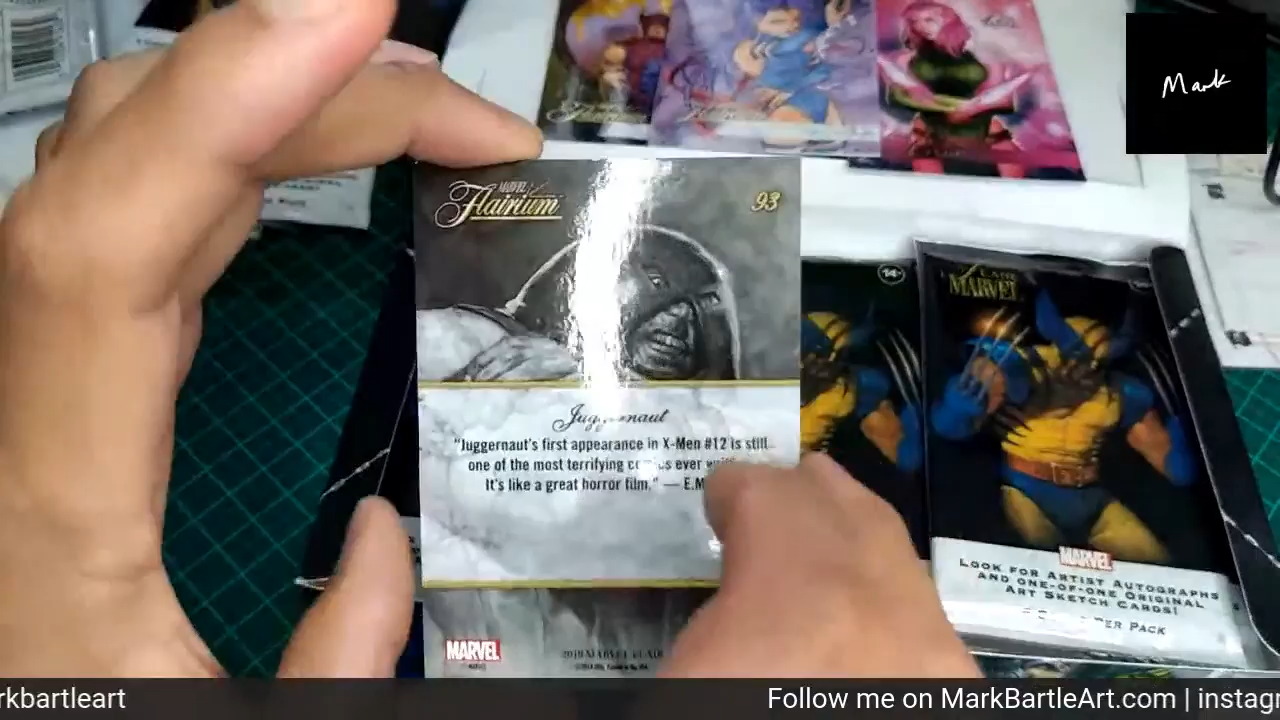 Mark
MARVEL
Flairium
93
Juggernaut
"Juggernaut's first appearance in X-Men #12 is still
one of the most terrifying comics ever
It's like a great horror film." — E.M
MARVEL
MARVEL
MARVEL
LOOK FOR ARTIST AUTOGRAPHS
AND ONE-OF-ONE ORIGINAL
ART SKETCH CARDS!
PER PACK
rkbartleart
Follow me on MarkBartleArt.com | instagr